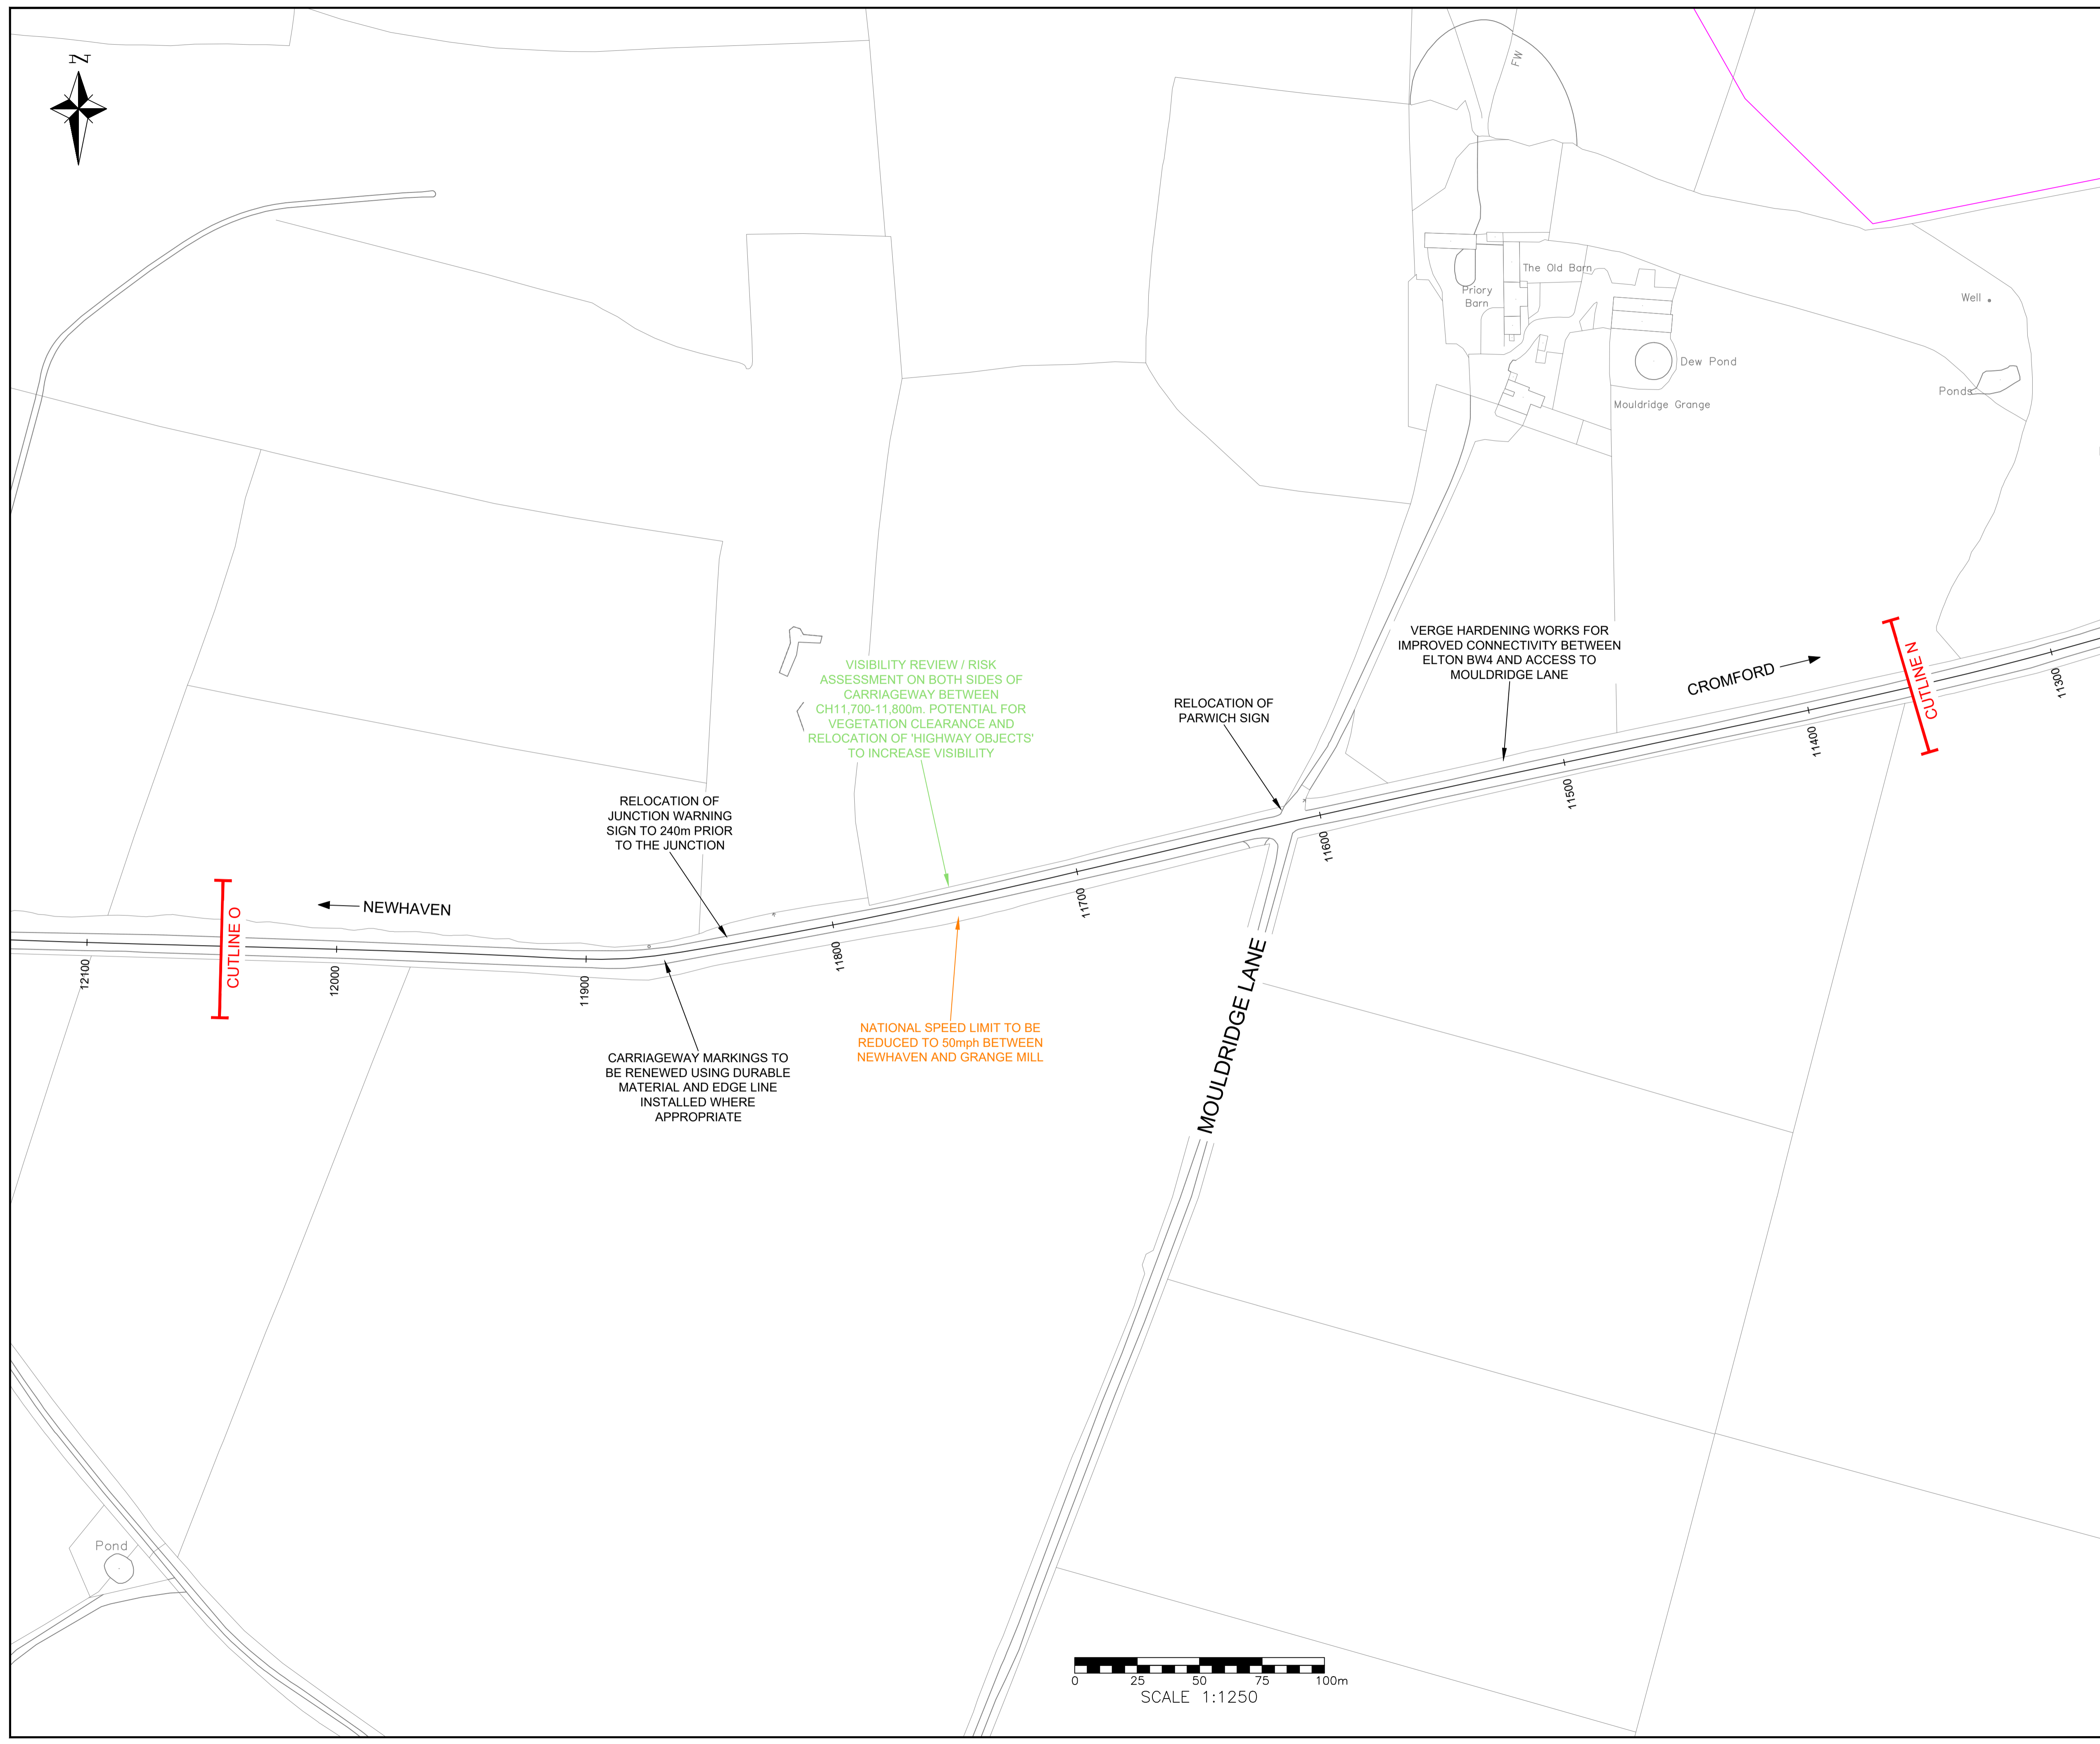 N
FW
The Old Barn
Priory
Barn
Well
Dew Pond
Ponds
Mouldridge Grange
VERGE HARDENING WORKS FOR
IMPROVED CONNECTIVITY BETWEEN
ELTON BW4 AND ACCESS TO
MOULDRIDGE LANE
CROMFORD
CUTLINE N
11300
11400
11500
11600
11700
11800
11900
12000
12100
VISIBILITY REVIEW / RISK
ASSESSMENT ON BOTH SIDES OF
CARRIAGEWAY BETWEEN
CH11,700-11,800m. POTENTIAL FOR
VEGETATION CLEARANCE AND
RELOCATION OF 'HIGHWAY OBJECTS'
TO INCREASE VISIBILITY
RELOCATION OF
PARWICH SIGN
RELOCATION OF
JUNCTION WARNING
SIGN TO 240m PRIOR
TO THE JUNCTION
NEWHAVEN
CUTLINE O
MOULDRIDGE LANE
NATIONAL SPEED LIMIT TO BE
REDUCED TO 50mph BETWEEN
NEWHAVEN AND GRANGE MILL
CARRIAGEWAY MARKINGS TO
BE RENEWED USING DURABLE
MATERIAL AND EDGE LINE
INSTALLED WHERE
APPROPRIATE
Pond
0 25 50 75 100m
SCALE 1:1250